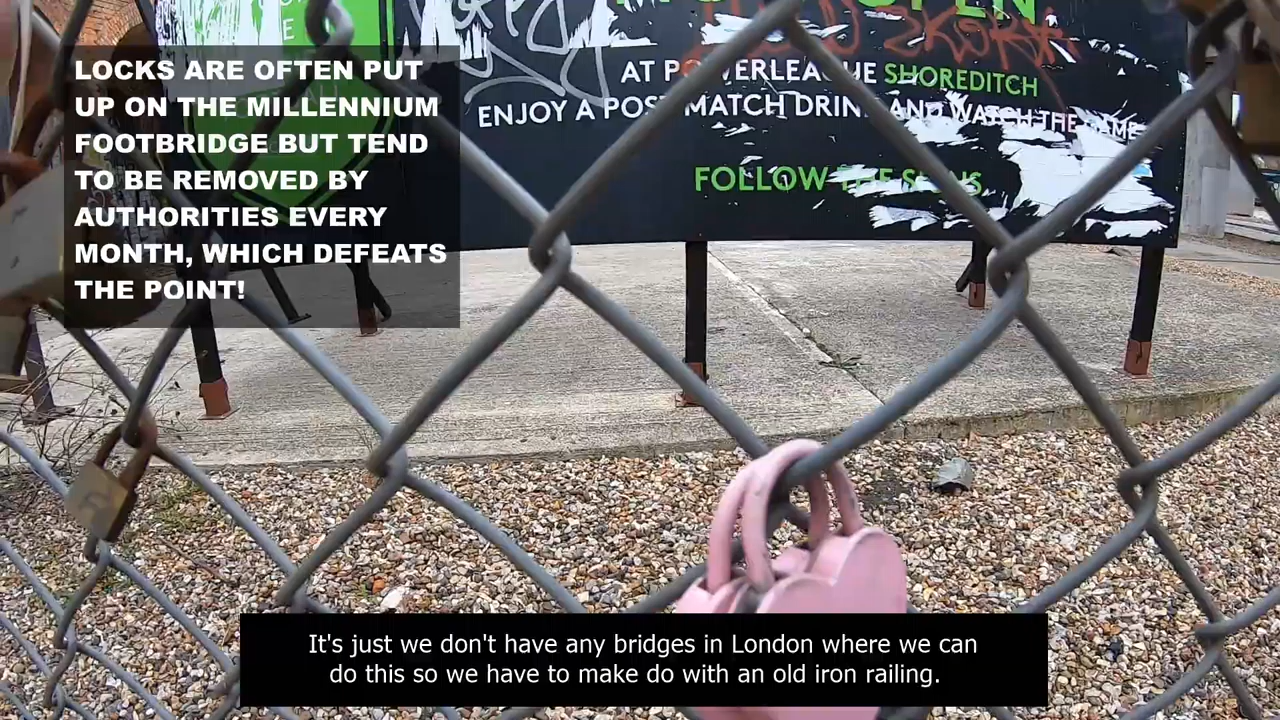 LOCKS ARE OFTEN PUT
UP ON THE MILLENNIUM
FOOTBRIDGE BUT TEND
TO BE REMOVED BY
AUTHORITIES EVERY
MONTH, WHICH DEFEATS
THE POINT!
AT POWERLEAGUE SHOREDITCH
ENJOY A POST MATCH DRINK AND WATCH THE GAME
FOLLOW THE SIGNS
It's just we don't have any bridges in London where we can
do this so we have to make do with an old iron railing.